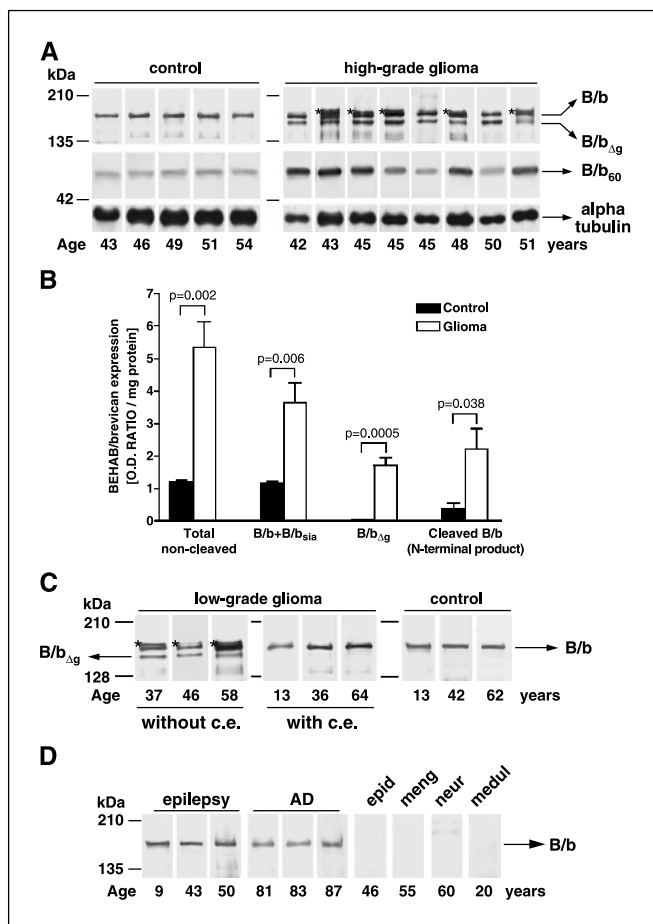 A
kDa
control
high-grade glioma
210
135
42
B/b
B/bΔg
B/b60
alpha tubulin
Age 43 46 49 51 54 42 43 45 45 45 48 50 51 years
B
BEHAB/brevican expression
[O.D. RATIO / mg protein]
7
6
5
4
3
2
1
0
p=0.002
p=0.006
p=0.0005
p=0.038
Control
Glioma
Total non-cleaved
B/b+B/bsia
B/bΔg
Cleaved B/b
(N-terminal product)
C
kDa
low-grade glioma
control
210
128
B/bΔg
* * *
B/b
Age 37 46 58 13 36 64 13 42 62 years
without c.e.
with c.e.
D
kDa
epilepsy
AD
epid
meng
neur
medul
210
135
B/b
Age 9 43 50 81 83 87 46 55 60 20 years